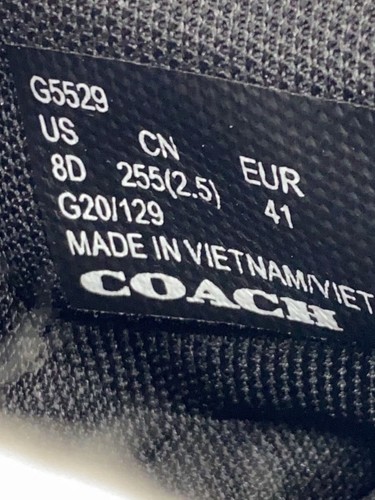 G5529
US CN EUR
8D 255(2.5) 41
G20/129
MADE IN VIETNAM/VIET
COACH